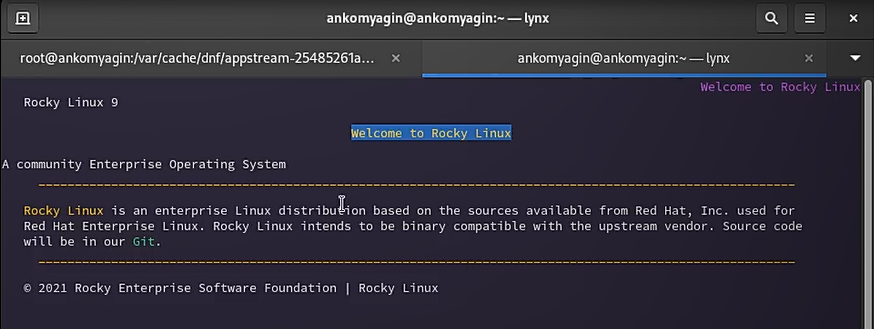 ankomyagin@ankomyagin:~ — lynx
root@ankomyagin:/var/cache/dnf/appstream-25485261a...
ankomyagin@ankomyagin:~ — lynx
Welcome to Rocky Linux
Rocky Linux 9
Welcome to Rocky Linux
A community Enterprise Operating System
Rocky Linux is an enterprise Linux distribution based on the sources available from Red Hat, Inc. used for
Red Hat Enterprise Linux. Rocky Linux intends to be binary compatible with the upstream vendor. Source code
will be in our Git.
© 2021 Rocky Enterprise Software Foundation | Rocky Linux